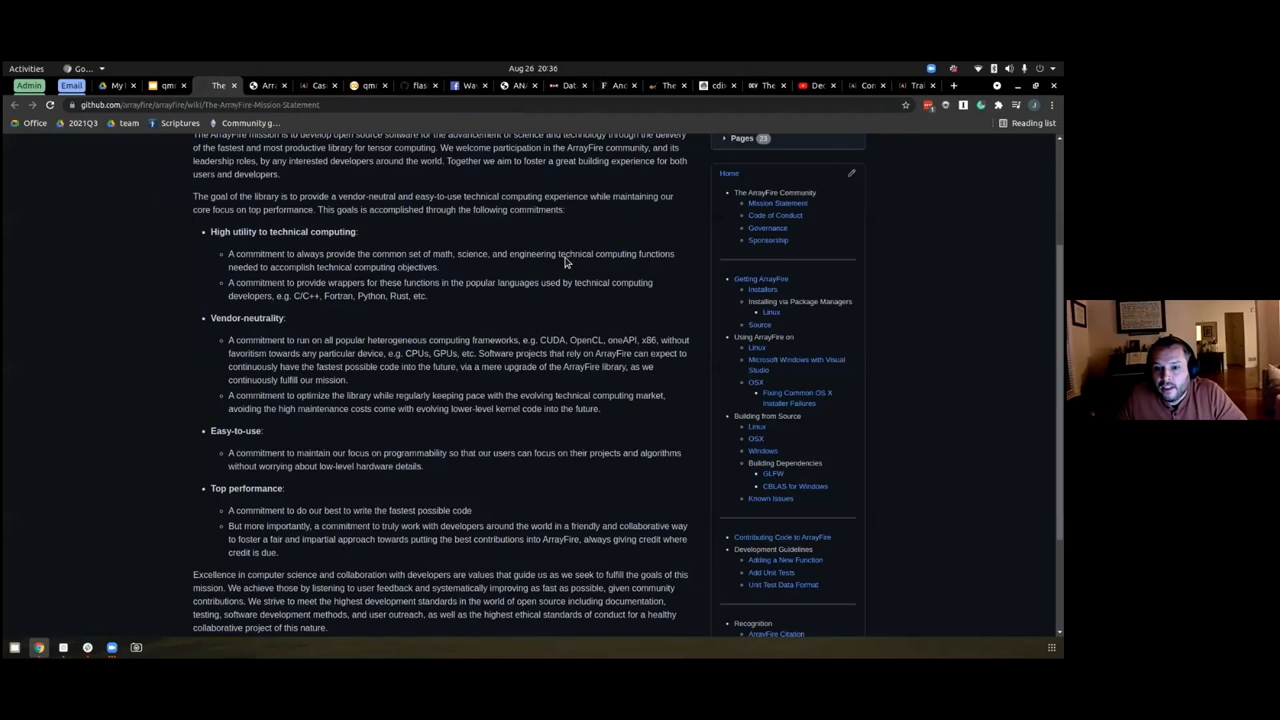 Activities
Go...
Aug 26 20:36
Admin
Email
My
qmr
The
Arra
Cas
qmr
flas
Wav
AN
Dat
Anc
The
cdix
The
Dec
Con
Trai
github.com/arrayfire/arrayfire/wiki/The-ArrayFire-Mission-Statement
Office
2021Q3
team
Scriptures
Community g...
Reading list
The ArrayFire mission is to develop open source software for the advancement of science and technology through the delivery
of the fastest and most productive library for tensor computing. We welcome participation in the ArrayFire community, and its
leadership roles, by any interested developers around the world. Together we aim to foster a great building experience for both
users and developers.
The goal of the library is to provide a vendor-neutral and easy-to-use technical computing experience while maintaining our
core focus on top performance. This goals is accomplished through the following commitments:
High utility to technical computing:
A commitment to always provide the common set of math, science, and engineering technical computing functions
needed to accomplish technical computing objectives.
A commitment to provide wrappers for these functions in the popular languages used by technical computing
developers, e.g. C/C++, Fortran, Python, Rust, etc.
Vendor-neutrality:
A commitment to run on all popular heterogeneous computing frameworks, e.g. CUDA, OpenCL, oneAPI, x86, without
favoritism towards any particular device, e.g. CPUs, GPUs, etc. Software projects that rely on ArrayFire can expect to
continuously have the fastest possible code into the future, via a mere upgrade of the ArrayFire library, as we
continuously fulfill our mission.
A commitment to optimize the library while regularly keeping pace with the evolving technical computing market,
avoiding the high maintenance costs come with evolving lower-level kernel code into the future.
Easy-to-use:
A commitment to maintain our focus on programmability so that our users can focus on their projects and algorithms
without worrying about low-level hardware details.
Top performance:
A commitment to do our best to write the fastest possible code
But more importantly, a commitment to truly work with developers around the world in a friendly and collaborative way
to foster a fair and impartial approach towards putting the best contributions into ArrayFire, always giving credit where
credit is due.
Excellence in computer science and collaboration with developers are values that guide us as we seek to fulfill the goals of this
mission. We achieve those by listening to user feedback and systematically improving as fast as possible, given community
contributions. We strive to meet the highest development standards in the world of open source including documentation,
testing, software development methods, and user outreach, as well as the highest ethical standards of conduct for a healthy
collaborative project of this nature.
Pages 73
Home
The ArrayFire Community
Mission Statement
Code of Conduct
Governance
Sponsorship
Getting ArrayFire
Installers
Installing via Package Managers
Linux
Source
Using ArrayFire on
Linux
Microsoft Windows with Visual
Studio
OSX
Fixing Common OS X
Installer Failures
Building from Source
Linux
OSX
Windows
Building Dependencies
GLFW
CBLAS for Windows
Known Issues
Contributing Code to ArrayFire
Development Guidelines
Adding a New Function
Add Unit Tests
Unit Test Data Format
Recognition
ArrayFire Citation